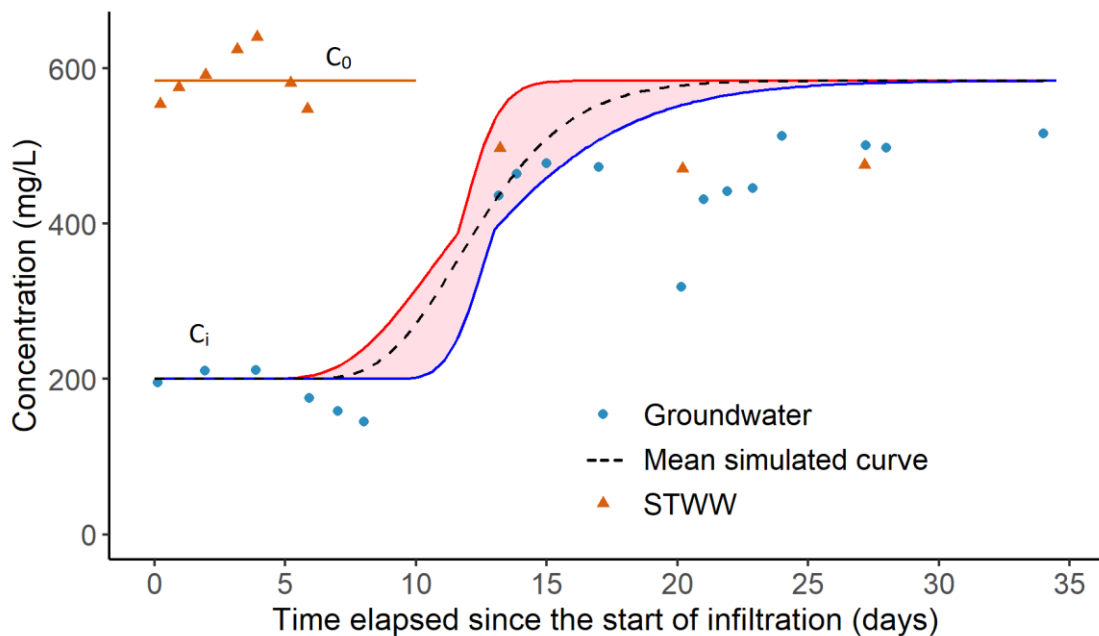 Concentration (mg/L)
600
400
200
0
C₀
Cᵢ
Groundwater
Mean simulated curve
STWW
0 5 10 15 20 25 30 35
Time elapsed since the start of infiltration (days)